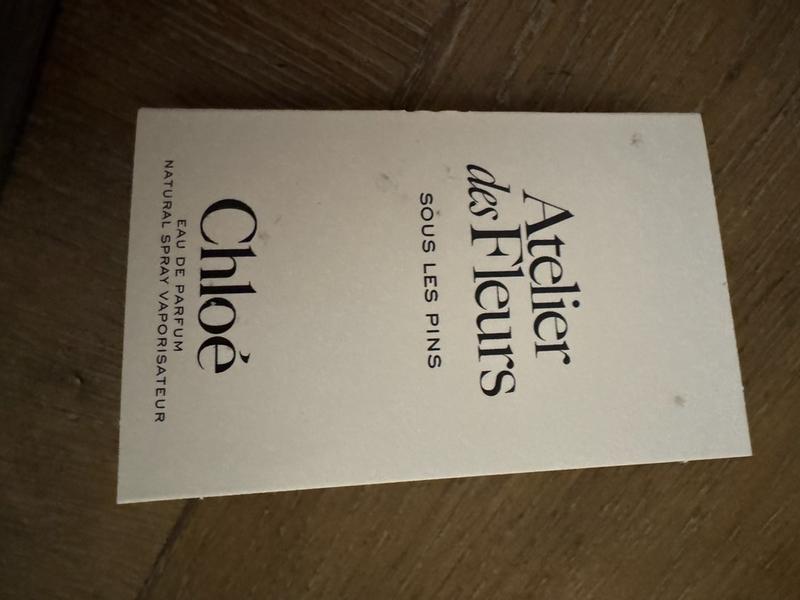 Atelier
des Fleurs
SOUS LES PINS
Chloé
EAU DE PARFUM
NATURAL SPRAY VAPORISATEUR